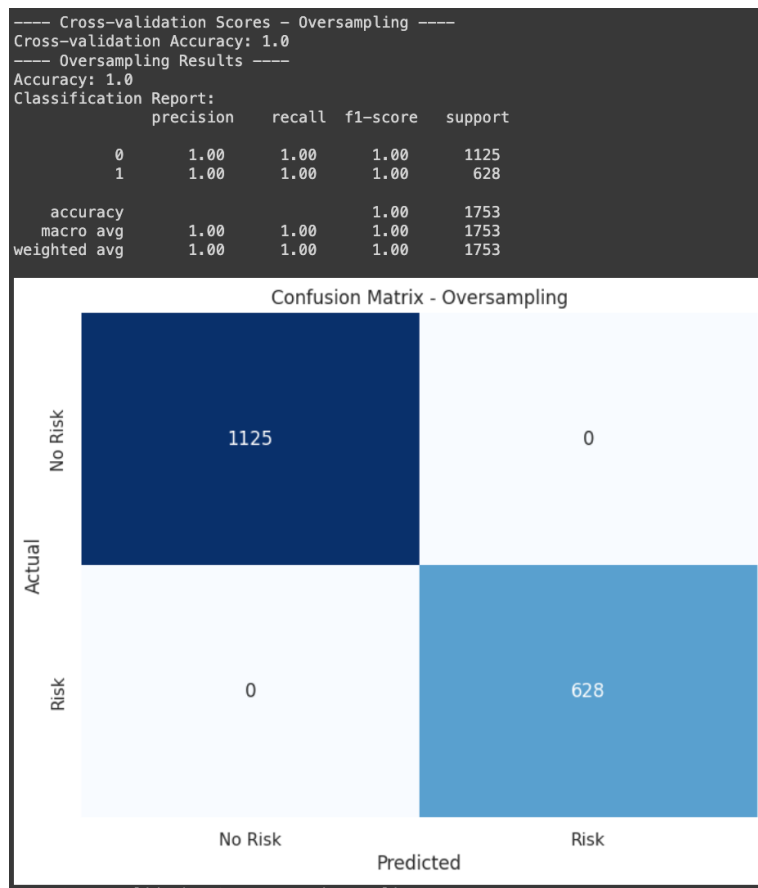 ---- Cross-validation Scores - Oversampling ----
Cross-validation Accuracy: 1.0
---- Oversampling Results ----
Accuracy: 1.0
Classification Report:
precision recall f1-score support
0 1.00 1.00 1.00 1125
1 1.00 1.00 1.00 628
accuracy 1.00 1753
macro avg 1.00 1.00 1.00 1753
weighted avg 1.00 1.00 1.00 1753
Confusion Matrix - Oversampling
No Risk
1125 0
Actual
Risk
0 628
No Risk Risk
Predicted